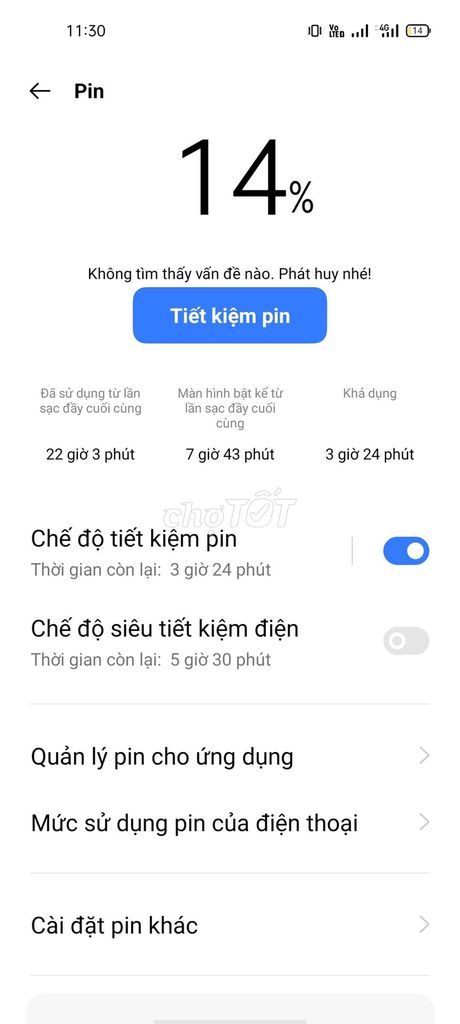 11:30
Vo
LTED
4G
14
Pin
14%
Không tìm thấy vấn đề nào. Phát huy nhé!
Tiết kiệm pin
Đã sử dụng từ lần
sạc đầy cuối cùng
22 giờ 3 phút
Màn hình bật kể từ
lần sạc đầy cuối
cùng
7 giờ 43 phút
Khả dụng
3 giờ 24 phút
chợTỐT
Chế độ tiết kiệm pin
Thời gian còn lại: 3 giờ 24 phút
Chế độ siêu tiết kiệm điện
Thời gian còn lại: 5 giờ 30 phút
Quản lý pin cho ứng dụng
Mức sử dụng pin của điện thoại
Cài đặt pin khác